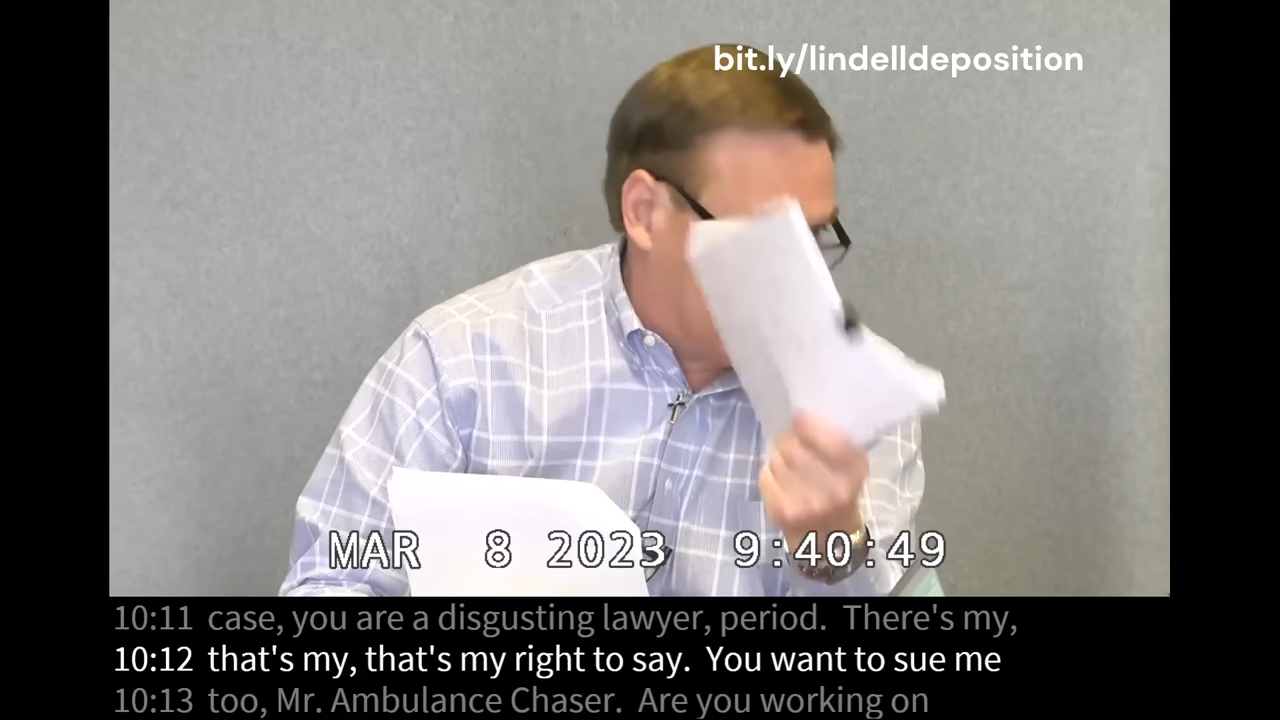 bit.ly/lindelldeposition
MAR 8 2023 9:40:49
10:11 case, you are a disgusting lawyer, period. There's my,
10:12 that's my, that's my right to say. You want to sue me
10:13 too, Mr. Ambulance Chaser. Are you working on